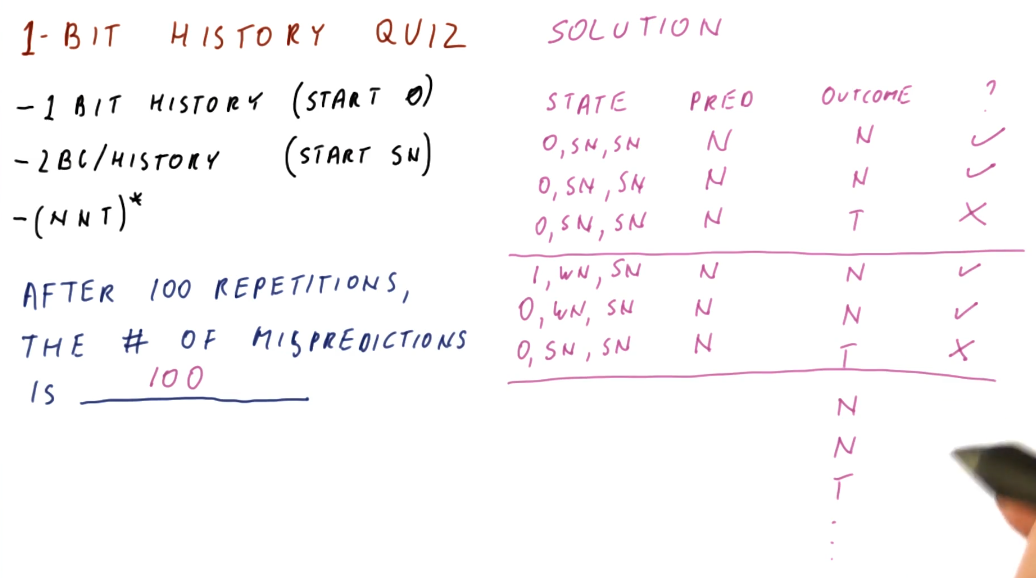 1-BIT HISTORY QUIZ
-1 BIT HISTORY (START 0)
-2BC/HISTORY (START SN)
-(NNT)*
AFTER 100 REPETITIONS,
THE # OF MISPREDICTIONS
IS 100
SOLUTION
STATE PRED OUTCOME ?
0, SN, SN N N ✓
0, SN, SN N N ✓
0, SN, SN N T ✗
1, WN, SN N N ✓
0, WN, SN N N ✓
0, SN, SN N T ✗
N
N
T
.
.
.